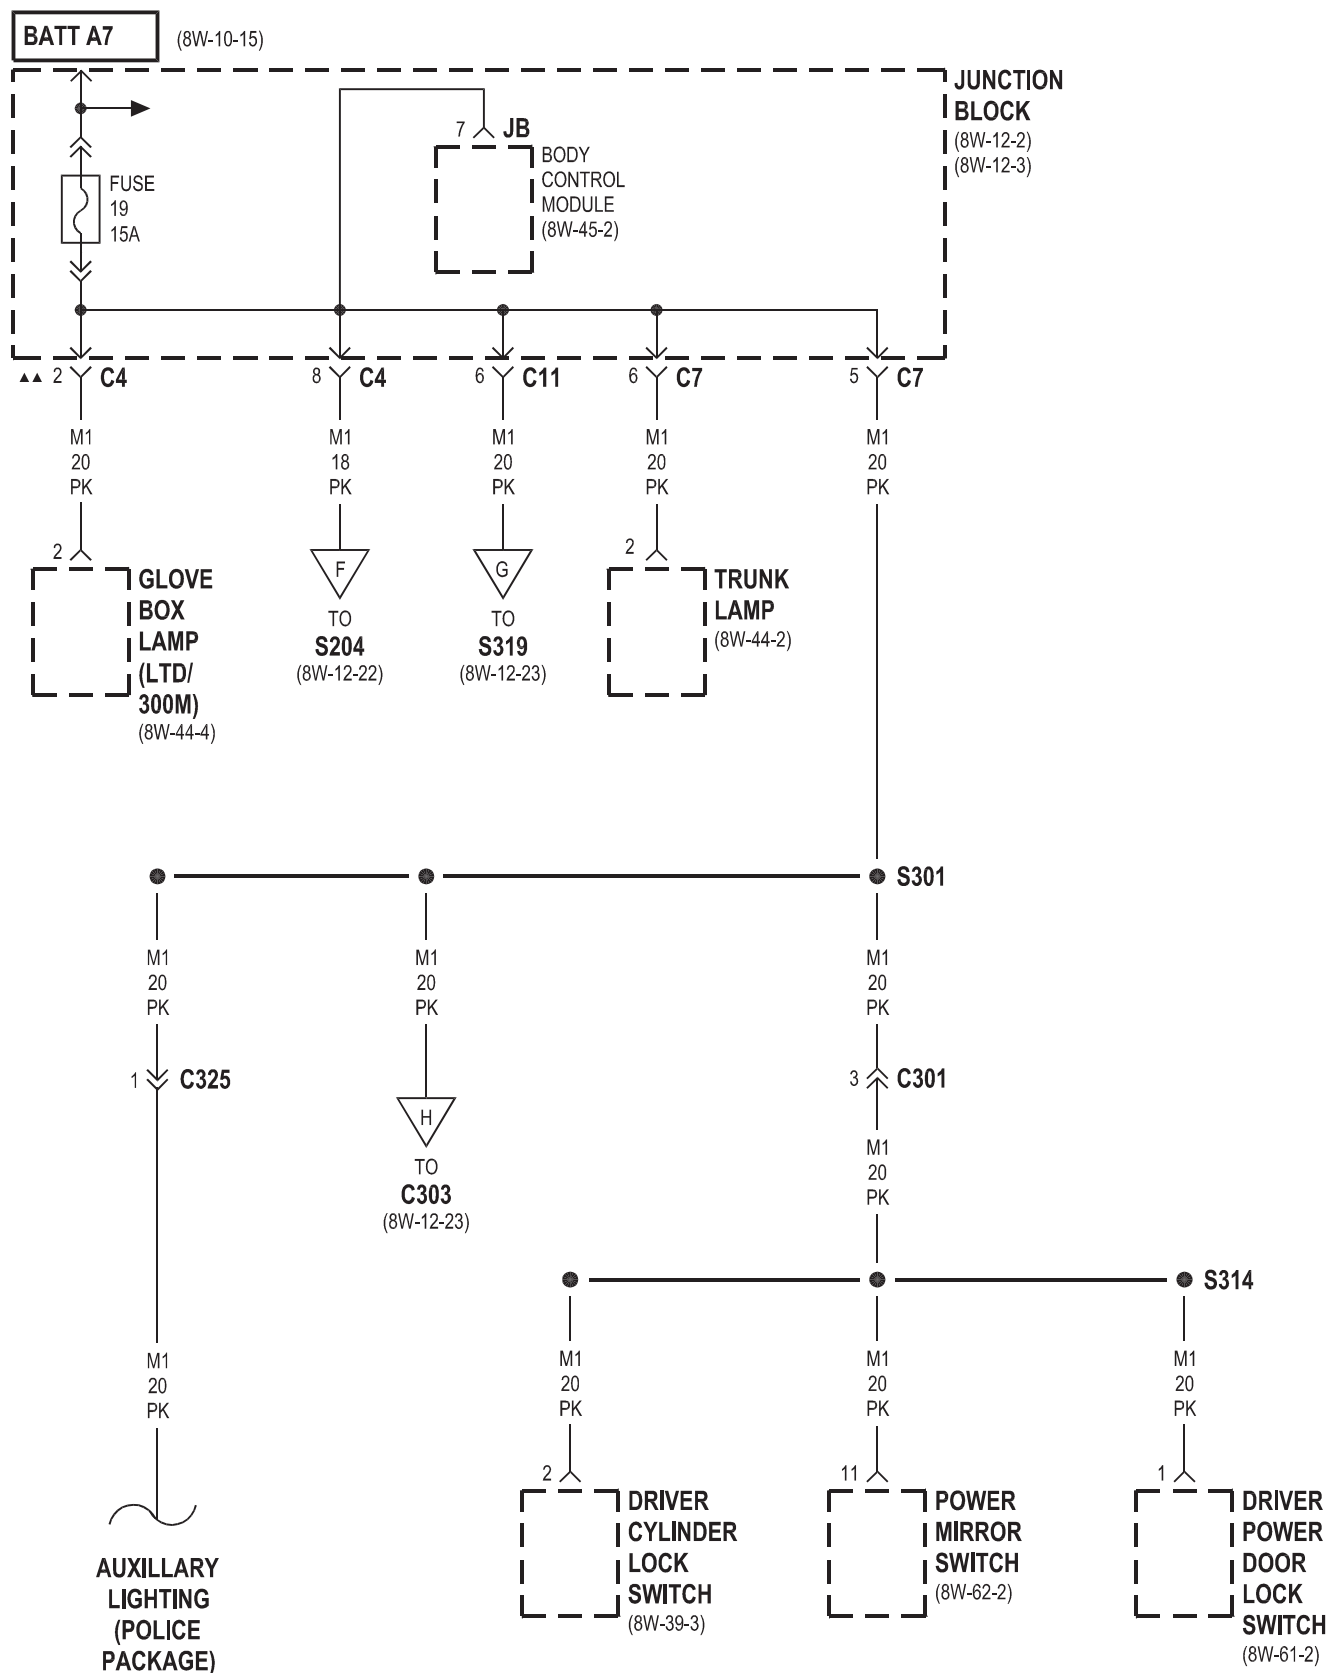 BATT A7
(8W-10-15)
JUNCTION
BLOCK
(8W-12-2)
(8W-12-3)
7 JB
BODY
CONTROL
MODULE
(8W-45-2)
FUSE
19
15A
▲▲ 2 C4
8 C4
6 C11
6 C7
5 C7
M1
20
PK
M1
18
PK
M1
20
PK
M1
20
PK
M1
20
PK
2
GLOVE
BOX
LAMP
(LTD/
300M)
(8W-44-4)
F
TO
S204
(8W-12-22)
G
TO
S319
(8W-12-23)
2
TRUNK
LAMP
(8W-44-2)
S301
M1
20
PK
M1
20
PK
M1
20
PK
1 C325
3 C301
H
TO
C303
(8W-12-23)
M1
20
PK
S314
M1
20
PK
M1
20
PK
M1
20
PK
M1
20
PK
AUXILLARY
LIGHTING
(POLICE
PACKAGE)
2
DRIVER
CYLINDER
LOCK
SWITCH
(8W-39-3)
11
POWER
MIRROR
SWITCH
(8W-62-2)
1
DRIVER
POWER
DOOR
LOCK
SWITCH
(8W-61-2)